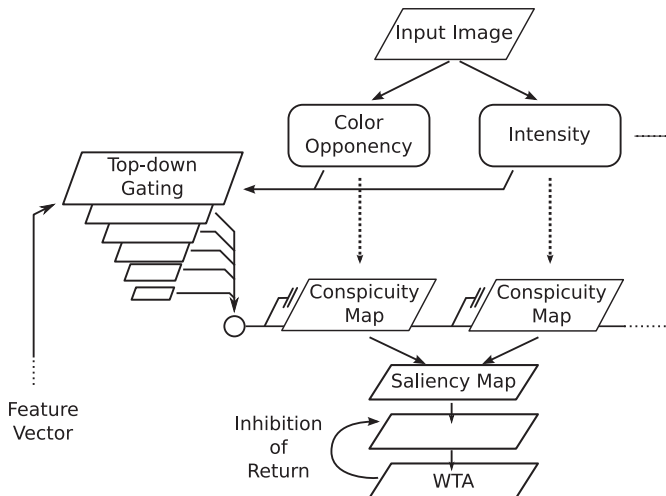 Input Image
Color
Opponency
Intensity
Top-down
Gating
Conspicuity
Map
Conspicuity
Map
Saliency Map
Feature
Vector
Inhibition
of
Return
WTA